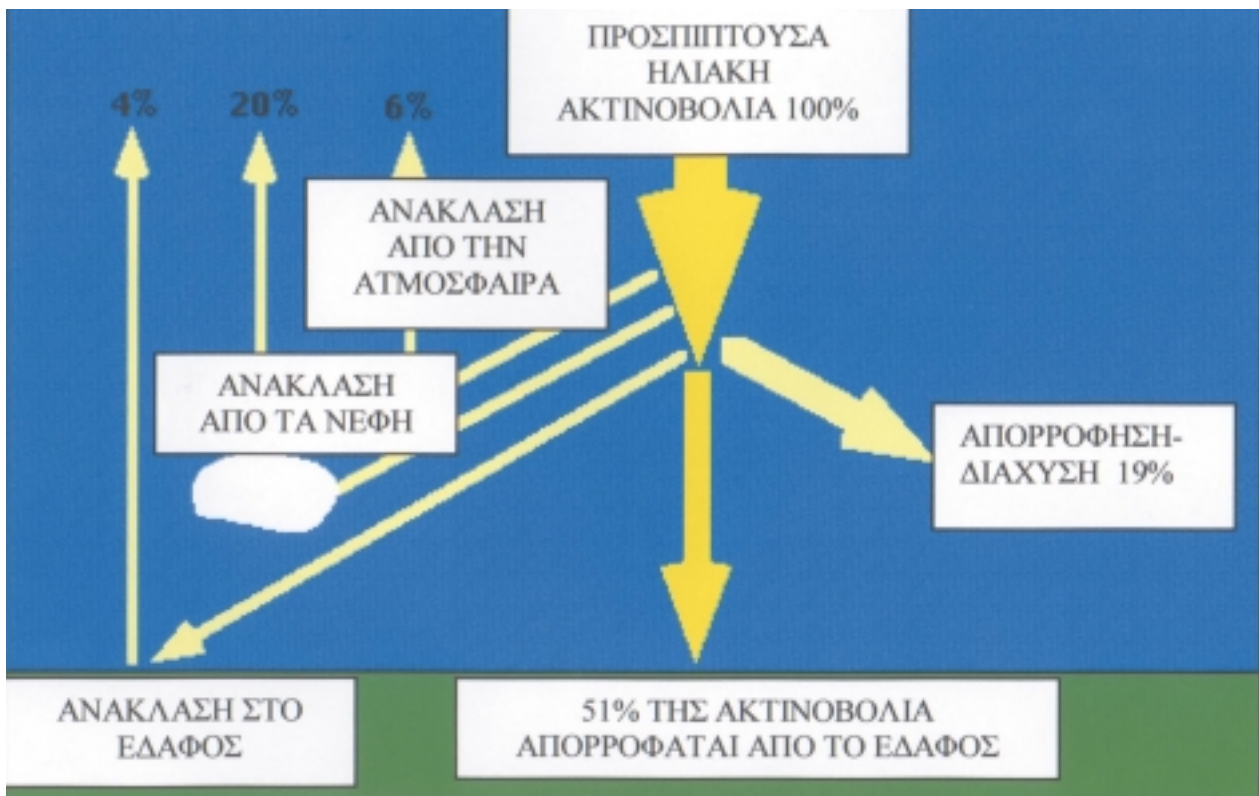 ΠΡΟΣΠΙΠΤΟΥΣΑ
ΗΛΙΑΚΗ
ΑΚΤΙΝΟΒΟΛΙΑ 100%
4% 20% 6%
ΑΝΑΚΛΑΣΗ
ΑΠΟ ΤΗΝ
ΑΤΜΟΣΦΑΙΡΑ
ΑΝΑΚΛΑΣΗ
ΑΠΟ ΤΑ ΝΕΦΗ
ΑΠΟΡΡΟΦΗΣΗ-
ΔΙΑΧΥΣΗ 19%
ΑΝΑΚΛΑΣΗ ΣΤΟ
ΕΔΑΦΟΣ
51% ΤΗΣ ΑΚΤΙΝΟΒΟΛΙΑ
ΑΠΟΡΡΟΦΑΤΑΙ ΑΠΟ ΤΟ ΕΔΑΦΟΣ